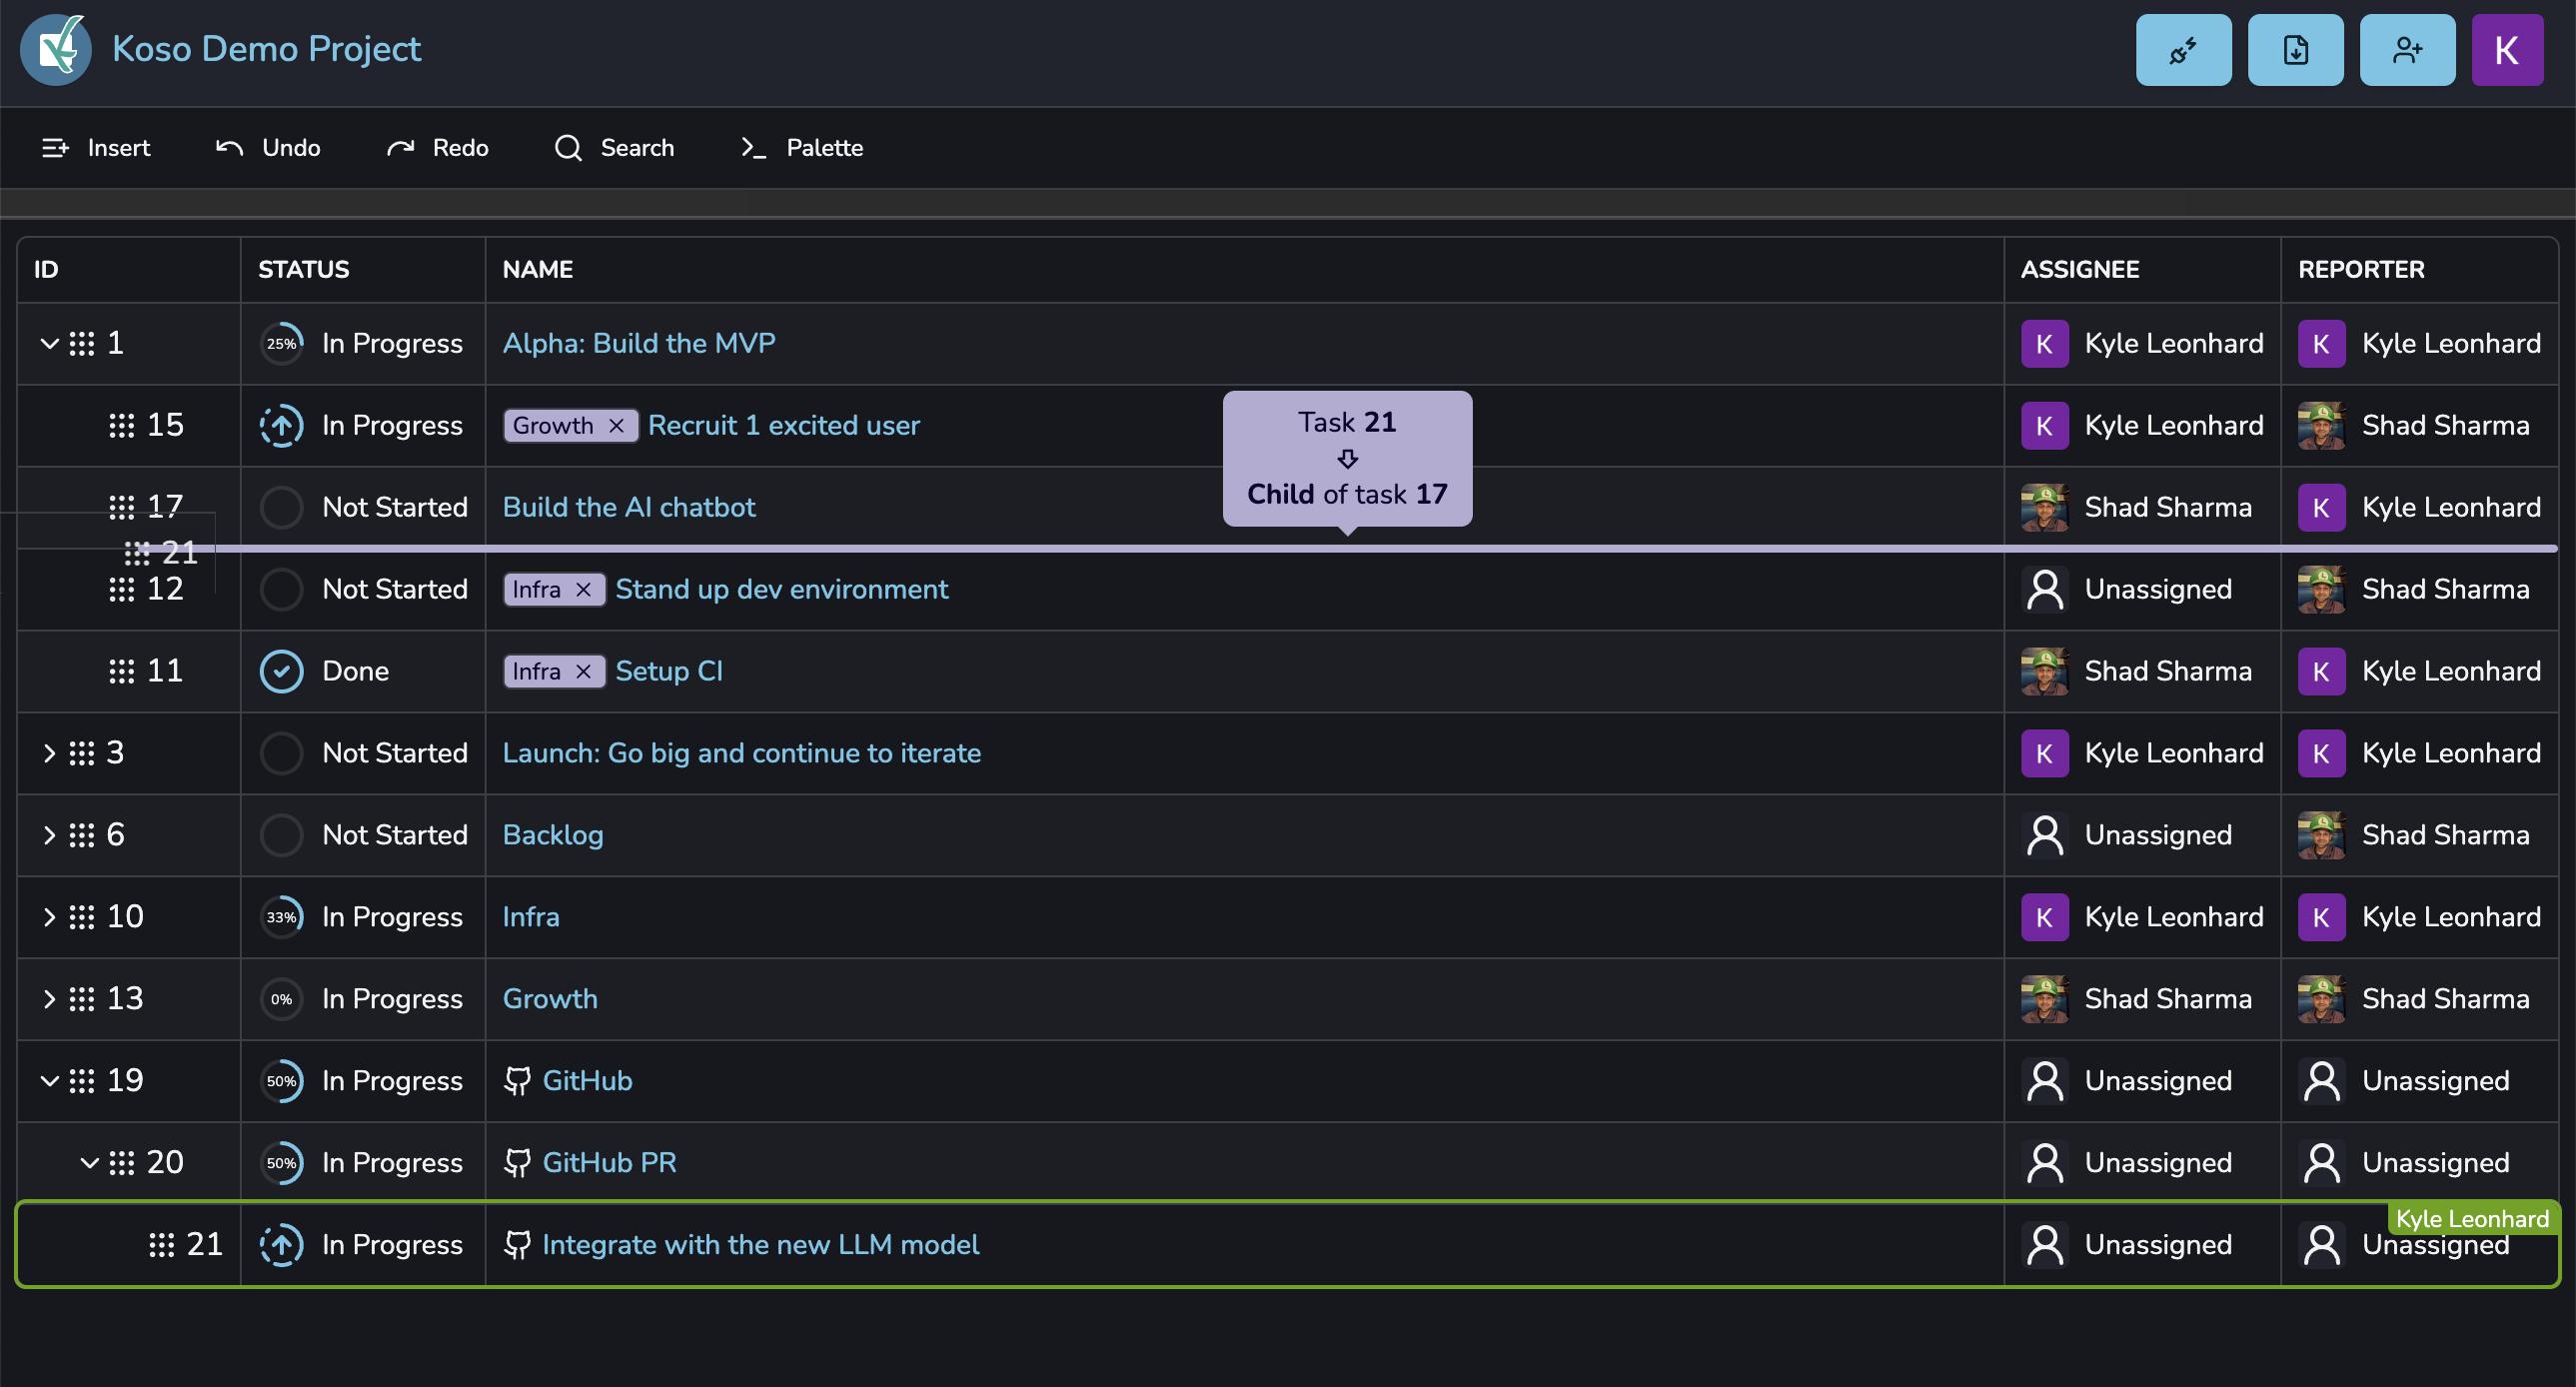 Koso Demo Project
K
Insert Undo Redo Search Palette
ID STATUS NAME ASSIGNEE REPORTER
1 25% In Progress Alpha: Build the MVP K Kyle Leonhard K Kyle Leonhard
15 In Progress Growth × Recruit 1 excited user K Kyle Leonhard Shad Sharma
Task 21
Child of task 17
17 Not Started Build the AI chatbot Shad Sharma K Kyle Leonhard
21
12 Not Started Infra × Stand up dev environment Unassigned Shad Sharma
11 Done Infra × Setup CI Shad Sharma K Kyle Leonhard
3 Not Started Launch: Go big and continue to iterate K Kyle Leonhard K Kyle Leonhard
6 Not Started Backlog Unassigned Shad Sharma
10 33% In Progress Infra K Kyle Leonhard K Kyle Leonhard
13 0% In Progress Growth Shad Sharma Shad Sharma
19 50% In Progress GitHub Unassigned Unassigned
20 50% In Progress GitHub PR Unassigned Unassigned
Kyle Leonhard
21 In Progress Integrate with the new LLM model Unassigned Unassigned